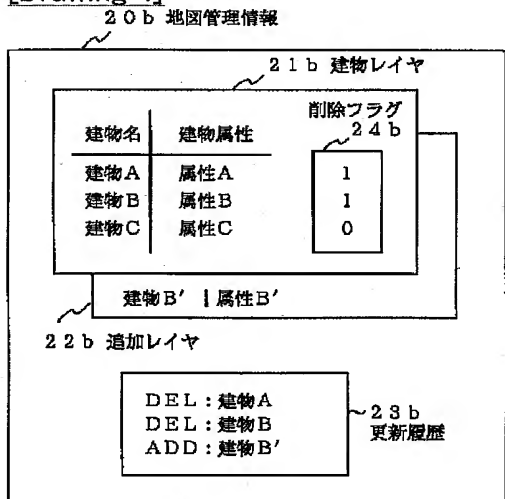 20b 地図管理情報
21b 建物レイヤ
削除フラグ
24b
建物名 建物属性
建物A 属性A 1
建物B 属性B 1
建物C 属性C 0
建物B′ 属性B′
22b 追加レイヤ
DEL:建物A
DEL:建物B
ADD:建物B′
23b
更新履歴